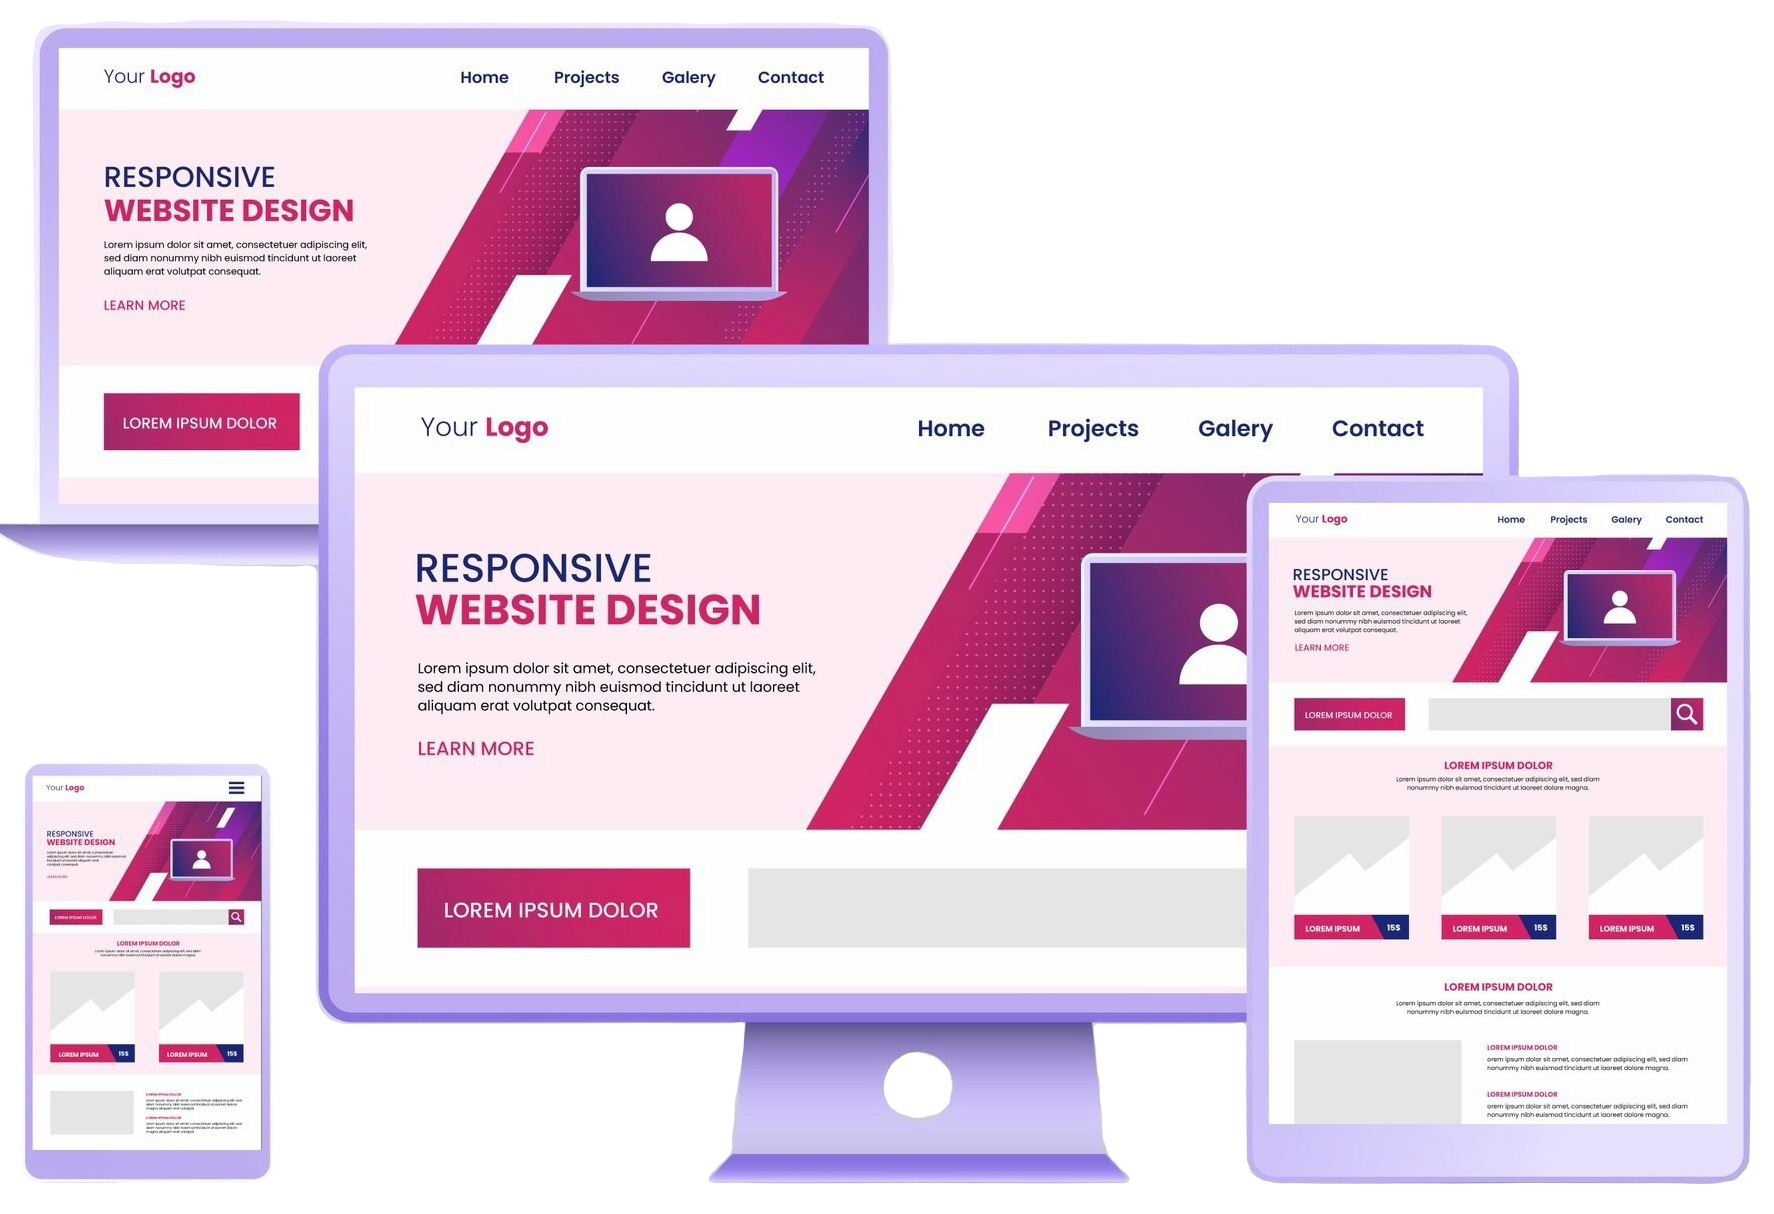 Your Logo
Home Projects Galery Contact
RESPONSIVE
WEBSITE DESIGN
Lorem ipsum dolor sit amet, consectetuer adipiscing elit,
sed diam nonummy nibh euismod tincidunt ut laoreet
aliquam erat volutpat consequat.
LEARN MORE
LOREM IPSUM DOLOR
Your Logo
Home Projects Galery Contact
RESPONSIVE
WEBSITE DESIGN
Lorem ipsum dolor sit amet, consectetuer adipiscing elit,
sed diam nonummy nibh euismod tincidunt ut laoreet
aliquam erat volutpat consequat.
LEARN MORE
LOREM IPSUM DOLOR
Your Logo
Home Projects Galery Contact
RESPONSIVE
WEBSITE DESIGN
Lorem ipsum dolor sit amet, consectetuer adipiscing elit,
sed diam nonummy nibh euismod tincidunt ut laoreet
aliquam erat volutpat consequat.
LEARN MORE
LOREM IPSUM DOLOR
LOREM IPSUM DOLOR
Lorem ipsum dolor sit amet, consectetuer adipiscing elit, sed diam
nonummy nibh euismod tincidunt ut laoreet dolore magna.
LOREM IPSUM 15$ LOREM IPSUM 15$ LOREM IPSUM 15$
LOREM IPSUM DOLOR
Lorem ipsum dolor sit amet, consectetuer adipiscing elit, sed diam
nonummy nibh euismod tincidunt ut laoreet dolore magna.
LOREM IPSUM DOLOR
orem ipsum dolor sit amet, consectetuer adipiscing elit, sed diam
nonummy nibh euismod tincidunt ut laoreet dolore magna.
LOREM IPSUM DOLOR
orem ipsum dolor sit amet, consectetuer adipiscing elit, sed diam
nonummy nibh euismod tincidunt ut laoreet dolore magna.
Your Logo
RESPONSIVE
WEBSITE DESIGN
LEARN MORE
LOREM IPSUM DOLOR
LOREM IPSUM DOLOR
LOREM IPSUM 15$ LOREM IPSUM 15$
LOREM IPSUM DOLOR
LOREM IPSUM DOLOR